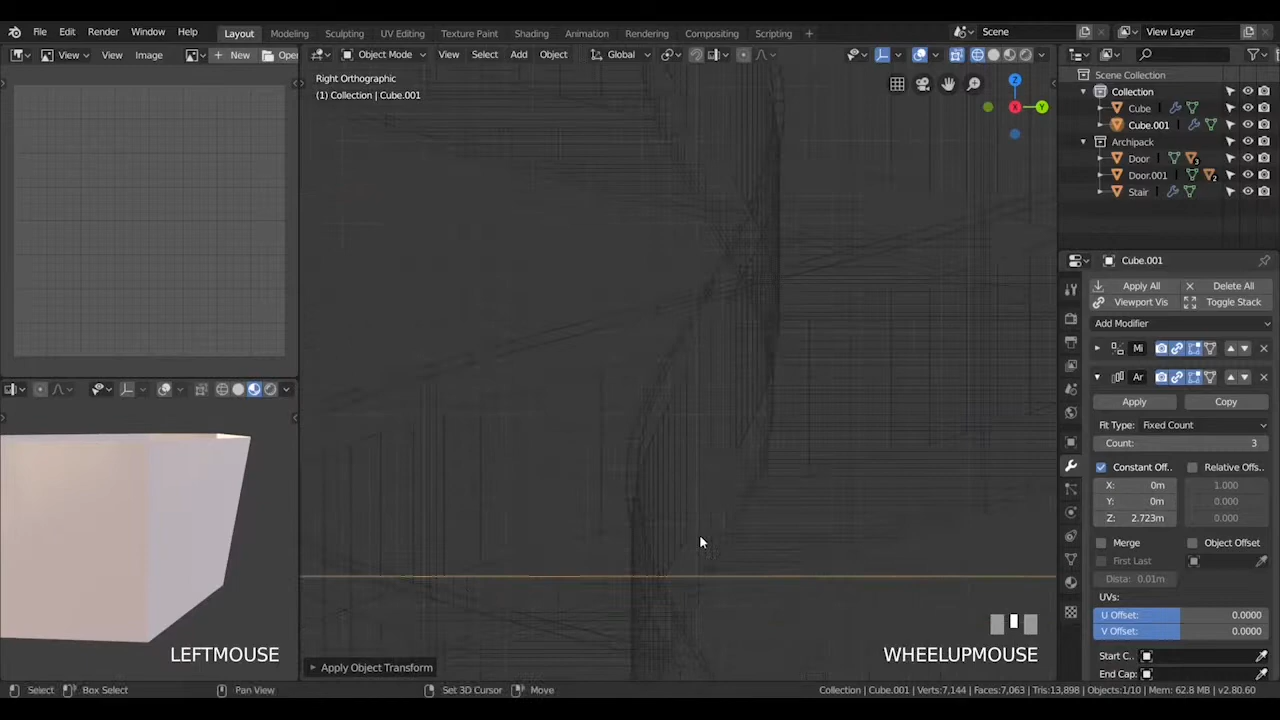 File Edit Render Window Help Layout Modeling Sculpting UV Editing Texture Paint Shading Animation Rendering Compositing Scripting + Scene View Layer
View View Image + New Open Object Mode View Select Add Object Global
Right Orthographic
(1) Collection | Cube.001
Scene Collection
Collection
Cube
Cube.001
Archipack
Door 3
Door.001 2
Stair
Z
X
Y
Cube.001
Apply All Delete All
Viewport Vis Toggle Stack
Add Modifier
Mi
Ar
Apply Copy
Fit Type: Fixed Count
Count: 3
Constant Off.. Relative Offs..
X: 0m 1.000
Y: 0m 0.000
Z: 2.723m 0.000
Merge Object Offset
First Last
Dista: 0.01m
UVs:
U Offset: 0.0000
V Offset: 0.0000
Start C..
End Cap:
LEFTMOUSE
WHEELUPMOUSE
Apply Object Transform
Select Box Select Pan View Set 3D Cursor Move Collection | Cube.001 | Verts:7,144 | Faces:7,063 | Tris:13,898 | Objects:1/10 | Mem: 62.8 MB | v2.80.60